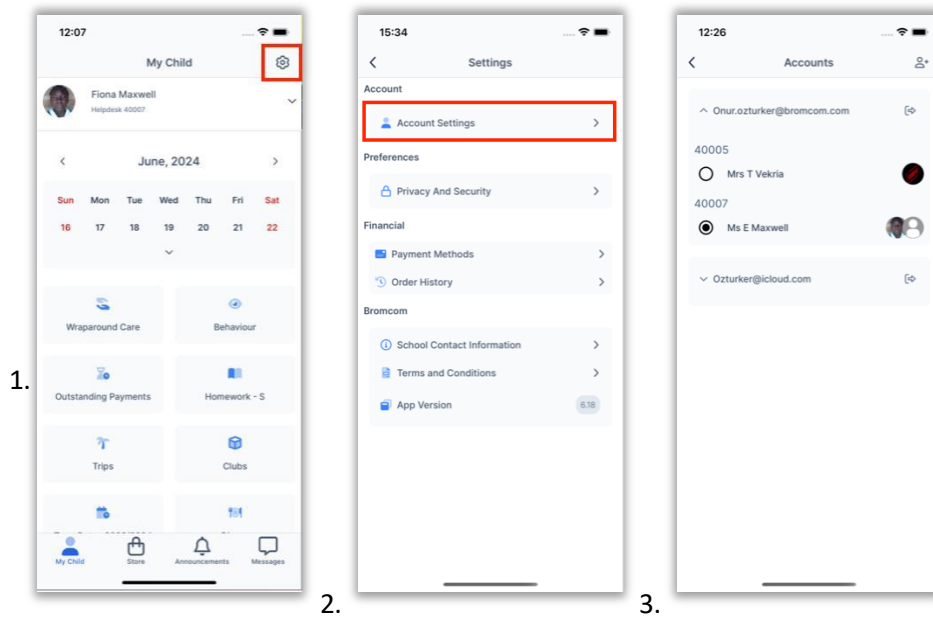 1.
12:07
My Child
Fiona Maxwell
Helpdesk 40007
June, 2024
Sun Mon Tue Wed Thu Fri Sat
16 17 18 19 20 21 22
Wraparound Care Behaviour
Outstanding Payments Homework - S
Trips Clubs
My Child Store Announcements Messages
2.
15:34
Settings
Account
Account Settings
Preferences
Privacy And Security
Financial
Payment Methods
Order History
Bromcom
School Contact Information
Terms and Conditions
App Version 6.18
3.
12:26
Accounts
Onur.ozturker@bromcom.com
40005
Mrs T Vekria
40007
Ms E Maxwell
Ozturker@icloud.com